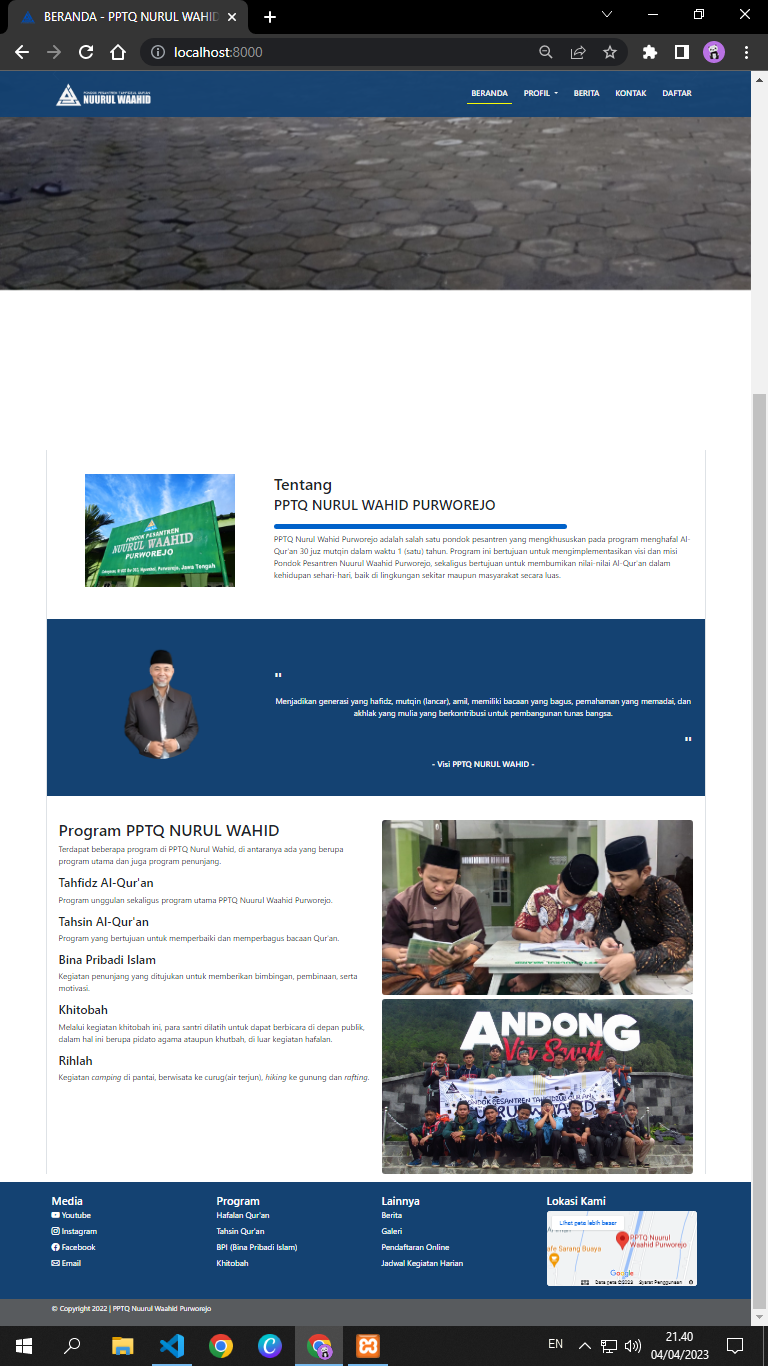 BERANDA - PPTQ NURUL WAHID
localhost:8000
PONDOK PESANTREN TAHFIDZUL QUR'AN
NUURUL WAAHID
BERANDA
PROFIL
BERITA
KONTAK
DAFTAR
PONDOK PESANTREN
NUURUL WAAHID
PURWOREJO
Tentang
PPTQ NURUL WAHID PURWOREJO
PPTQ Nurul Wahid Purworejo adalah salah satu pondok pesantren yang mengkhususkan pada program menghafal Al-
Qur'an 30 juz mutqin dalam waktu 1 (satu) tahun. Program ini bertujuan untuk mengimplementasikan visi dan misi
Pondok Pesantren Nuurul Waahid Purworejo, sekaligus bertujuan untuk membumikan nilai-nilai Al-Qur'an dalam
kehidupan sehari-hari, baik di lingkungan sekitar maupun masyarakat secara luas.
"
Menjadikan generasi yang hafidz, mutqin (lancar), amil, memiliki bacaan yang bagus, pemahaman yang memadai, dan
akhlak yang mulia yang berkontribusi untuk pembangunan tunas bangsa.
"
- Visi PPTQ NURUL WAHID -
Program PPTQ NURUL WAHID
Terdapat beberapa program di PPTQ Nurul Wahid, di antaranya ada yang berupa
program utama dan juga program penunjang.
Tahfidz Al-Qur'an
Program unggulan sekaligus program utama PPTQ Nuurul Waahid Purworejo.
Tahsin Al-Qur'an
Program yang bertujuan untuk memperbaiki dan memperbagus bacaan Qur'an.
Bina Pribadi Islam
Kegiatan penunjang yang ditujukan untuk memberikan bimbingan, pembinaan, serta
motivasi.
Khitobah
Melalui kegiatan khitobah ini, para santri dilatih untuk dapat berbicara di depan publik,
dalam hal ini berupa pidato agama ataupun khutbah, di luar kegiatan hafalan.
Rihlah
Kegiatan camping di pantai, berwisata ke curug(air terjun), hiking ke gunung dan rafting.
ANDONG
Via Sawit
PONDOK PESANTREN TAHFIDZUL QUR'AN
NUURUL WAAHID
Media
Youtube
Instagram
Facebook
Email
Program
Hafalan Qur'an
Tahsin Qur'an
BPI (Bina Pribadi Islam)
Khitobah
Lainnya
Berita
Galeri
Pendaftaran Online
Jadwal Kegiatan Harian
Lokasi Kami
Lihat peta lebih besar
PPTQ Nuurul
Waahid Purworejo
afe Sarang Buaya
Google
Data peta ©2023
Syarat Penggunaan
© Copyright 2022 | PPTQ Nuurul Waahid Purworejo
EN
21.40
04/04/2023